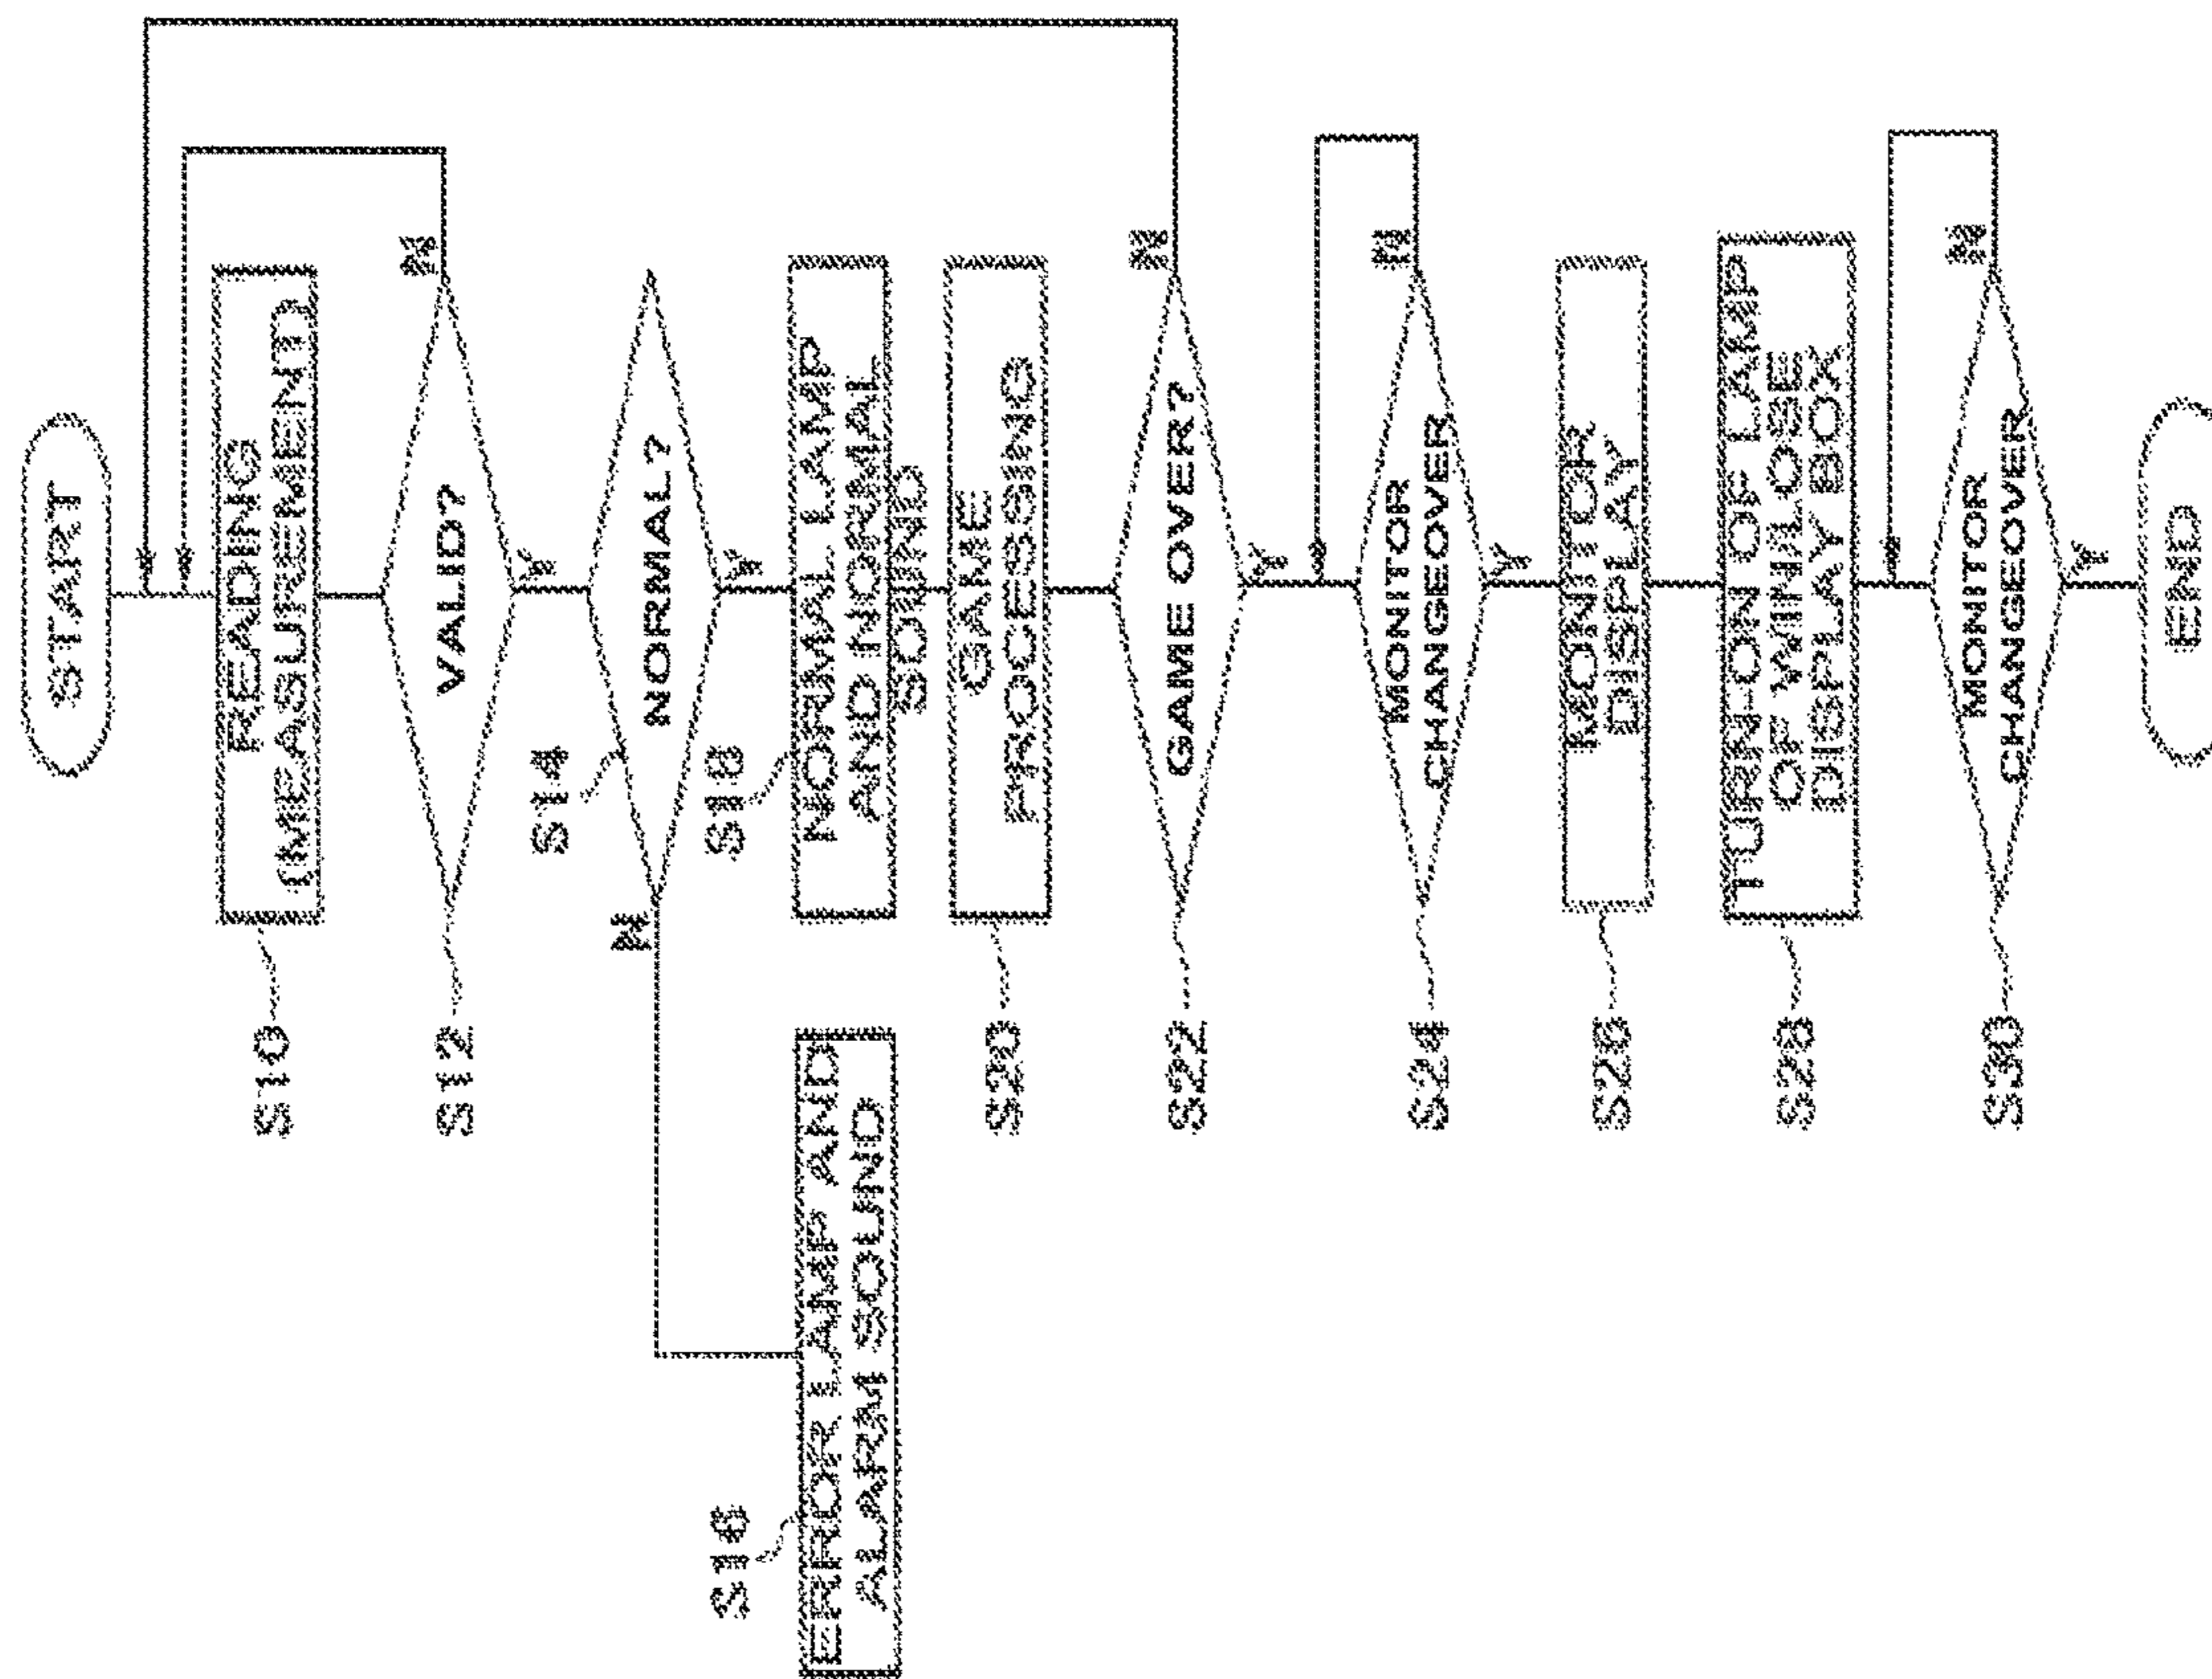 START
READING
(MEASUREMENT)
S10
N
VALID?
S12
Y
NORMAL?
S14
N
Y
ERROR LAMP AND
ALARM SOUND
S16
NORMAL LAMP
AND NORMAL
SOUND
S18
GAME
PROCESSING
S20
N
GAME OVER?
S22
Y
N
MONITOR
CHANGEOVER
S24
Y
MONITOR
DISPLAY
S26
TURN-ON OF LAMP
OF WIN/LOSE
DISPLAY BOX
S28
N
MONITOR
CHANGEOVER
S30
Y
END